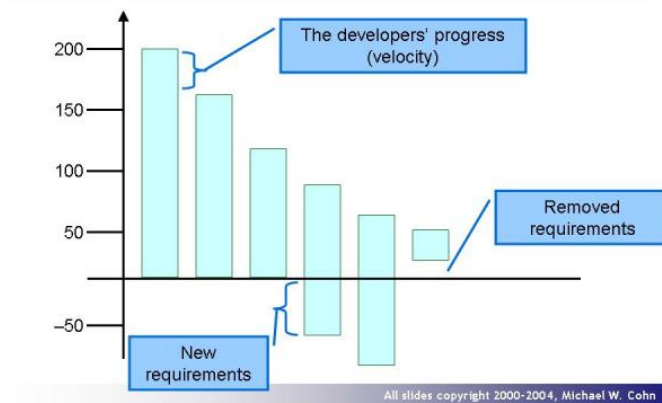 The developers' progress
(velocity)
200
150
100
50
–50
Removed
requirements
New
requirements
All slides copyright 2000-2004, Michael W. Cohn